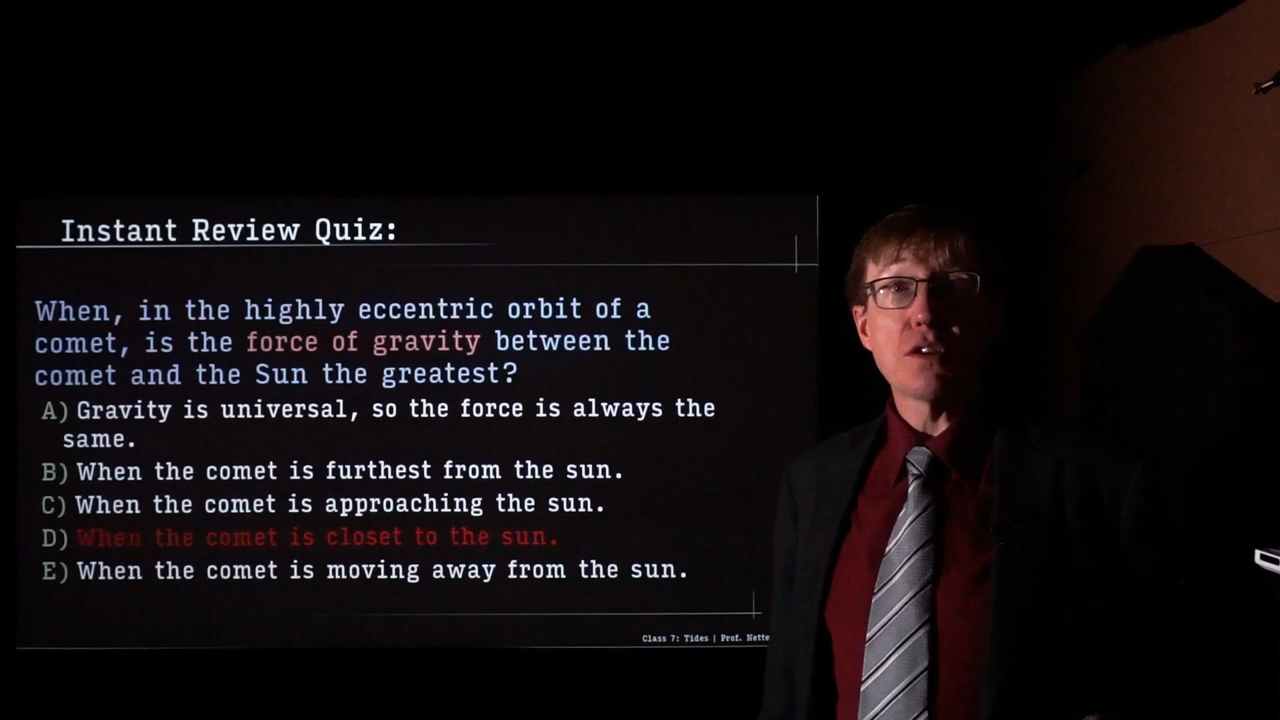 Instant Review Quiz:
When, in the highly eccentric orbit of a
comet, is the force of gravity between the
comet and the Sun the greatest?
A) Gravity is universal, so the force is always the
same.
B) When the comet is furthest from the sun.
C) When the comet is approaching the sun.
D) When the comet is closet to the sun.
E) When the comet is moving away from the sun.
Class 7: Tides | Prof. Nette